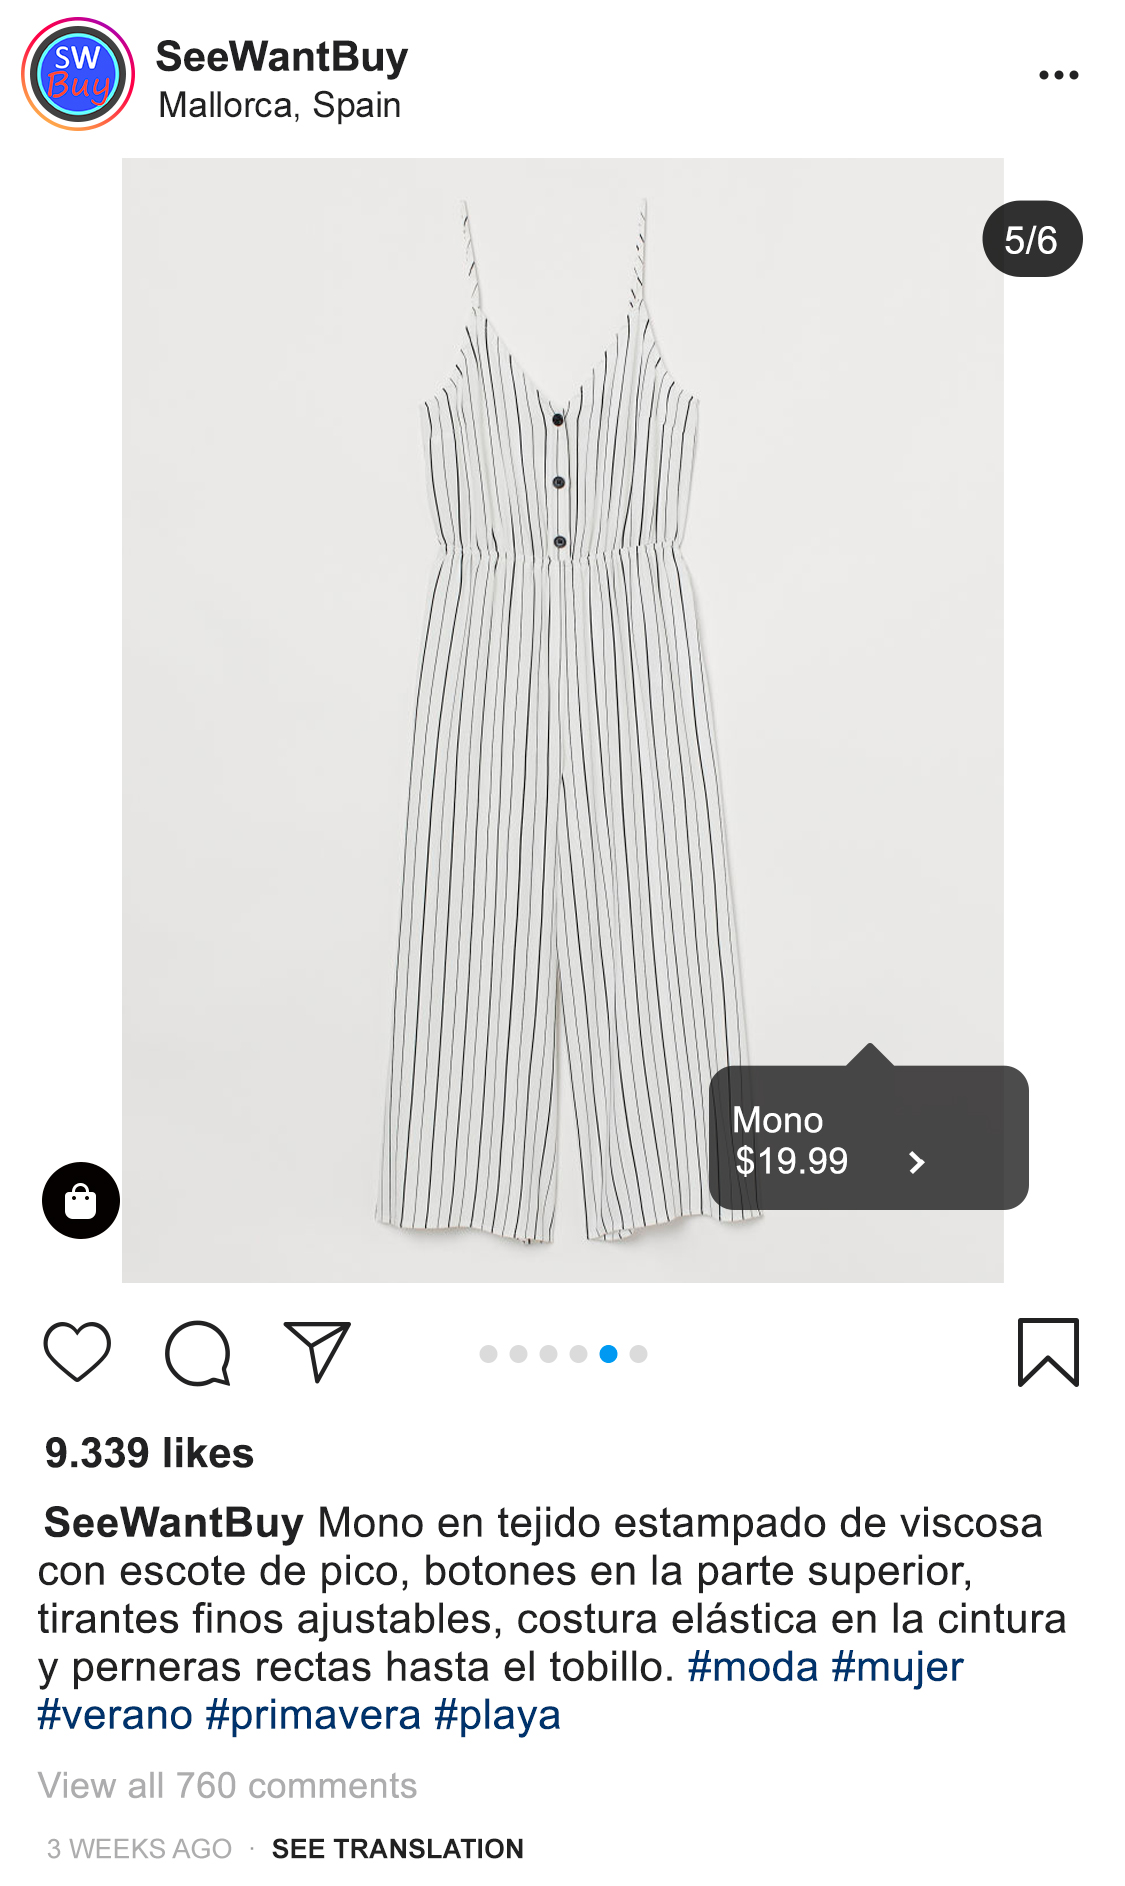 SW
Buy
SeeWantBuy
Mallorca, Spain
5/6
Mono
$19.99
9.339 likes
SeeWantBuy Mono en tejido estampado de viscosa
con escote de pico, botones en la parte superior,
tirantes finos ajustables, costura elástica en la cintura
y perneras rectas hasta el tobillo. #moda #mujer
#verano #primavera #playa
View all 760 comments
3 WEEKS AGO · SEE TRANSLATION